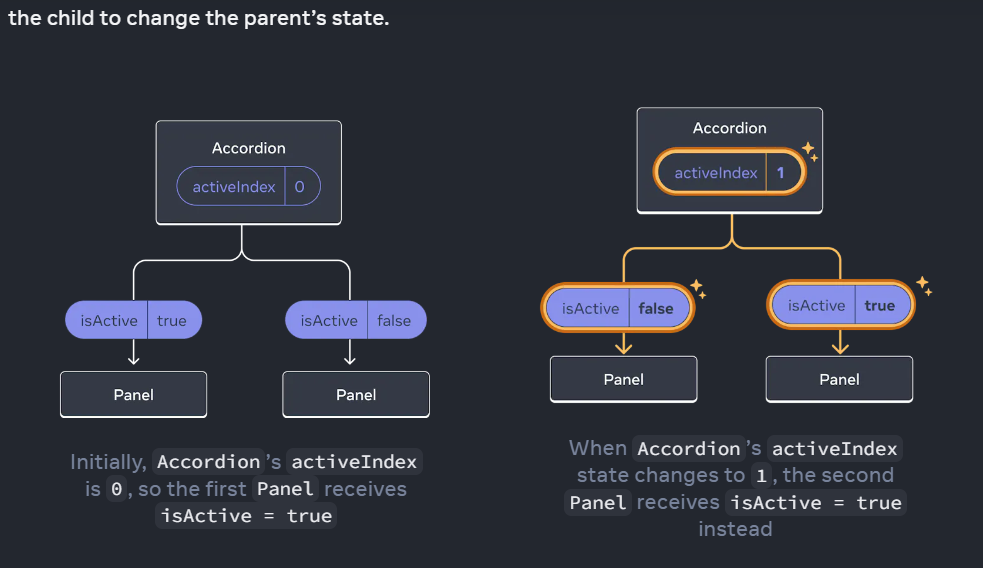 the child to change the parent’s state.
Accordion
activeIndex 0
isActive true
isActive false
Panel
Panel
Initially, Accordion’s activeIndex
is 0, so the first Panel receives
isActive = true
Accordion
activeIndex 1
isActive false
isActive true
Panel
Panel
When Accordion’s activeIndex
state changes to 1, the second
Panel receives isActive = true
instead